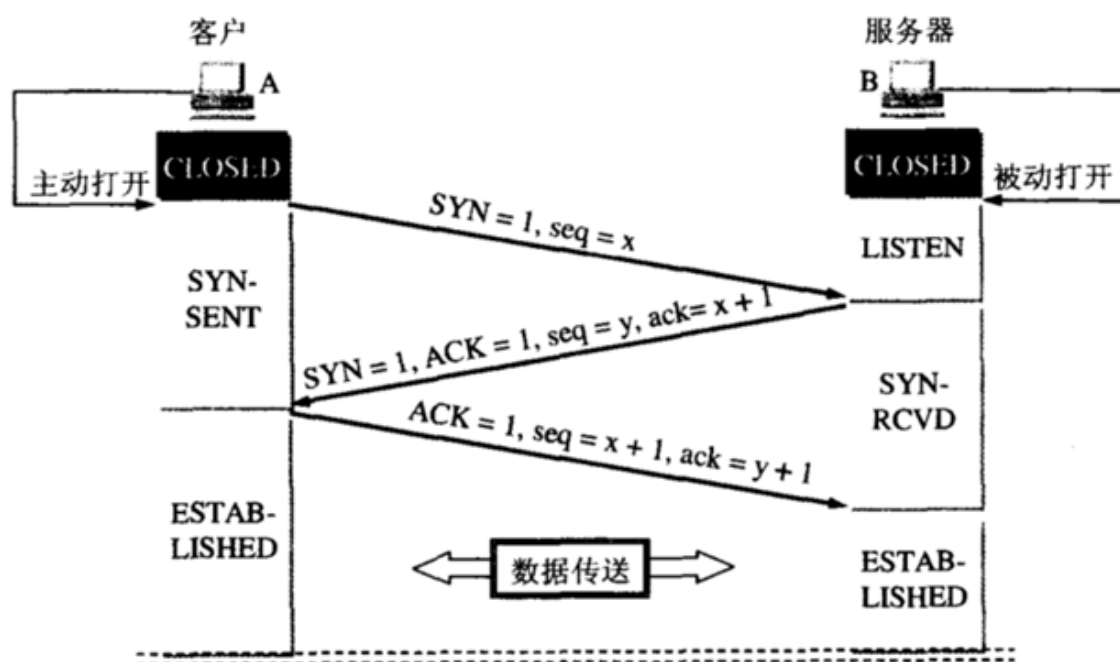 客户
服务器
A
B
CLOSED
CLOSED
主动打开
被动打开
SYN = 1, seq = x
LISTEN
SYN-
SENT
SYN = 1, ACK = 1, seq = y, ack= x + 1
SYN-
RCVD
ACK = 1, seq = x + 1, ack = y + 1
ESTAB-
LISHED
数据传送
ESTAB-
LISHED